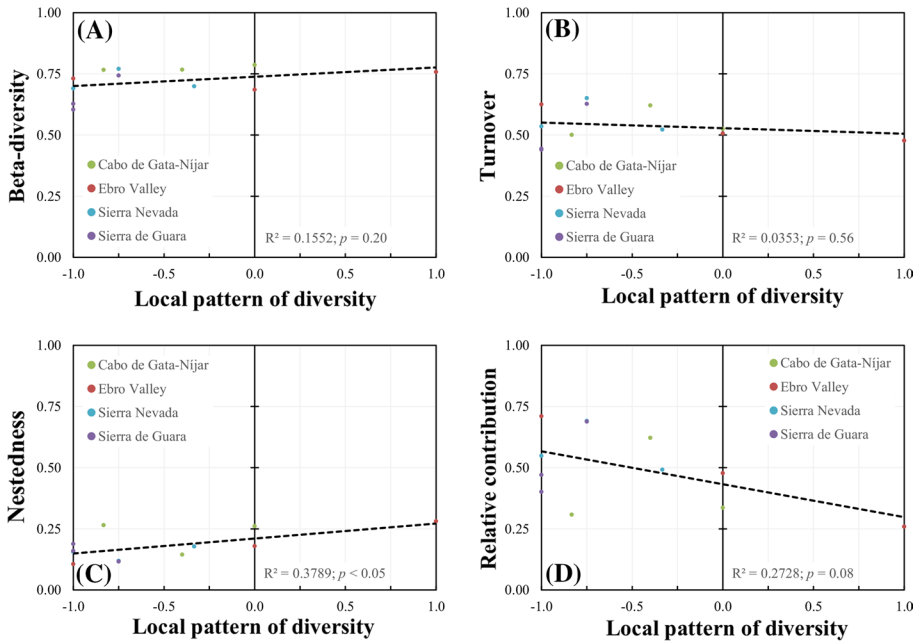 (A)
Beta-diversity
1.00
0.75
0.50
0.25
0.00
Cabo de Gata-Níjar
Ebro Valley
Sierra Nevada
Sierra de Guara
R² = 0.1552; p = 0.20
-1.0 -0.5 0.0 0.5 1.0
Local pattern of diversity
(B)
Turnover
1.00
0.75
0.50
0.25
0.00
Cabo de Gata-Níjar
Ebro Valley
Sierra Nevada
Sierra de Guara
R² = 0.0353; p = 0.56
-1.0 -0.5 0.0 0.5 1.0
Local pattern of diversity
Nestedness
1.00
0.75
0.50
0.25
0.00
Cabo de Gata-Níjar
Ebro Valley
Sierra Nevada
Sierra de Guara
(C)
R² = 0.3789; p < 0.05
-1.0 -0.5 0.0 0.5 1.0
Local pattern of diversity
Relative contribution
1.00
0.75
0.50
0.25
0.00
Cabo de Gata-Níjar
Ebro Valley
Sierra Nevada
Sierra de Guara
(D)
R² = 0.2728; p = 0.08
-1.0 -0.5 0.0 0.5 1.0
Local pattern of diversity